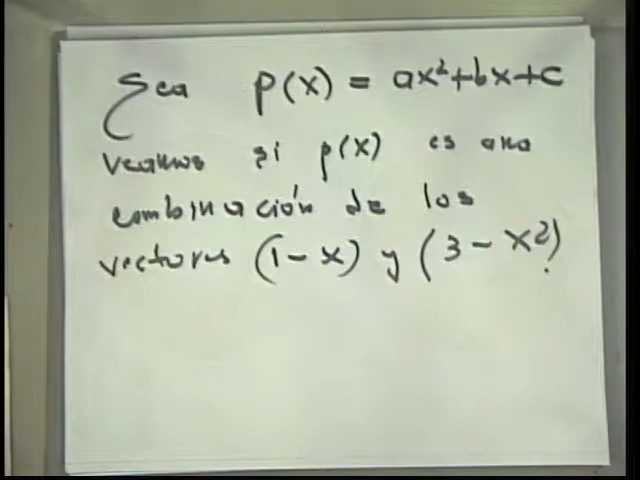 Sea p(x) = ax²+bx+c
veamos si p(x) es una
combinación de los
vectores (1-x) y (3-x²).